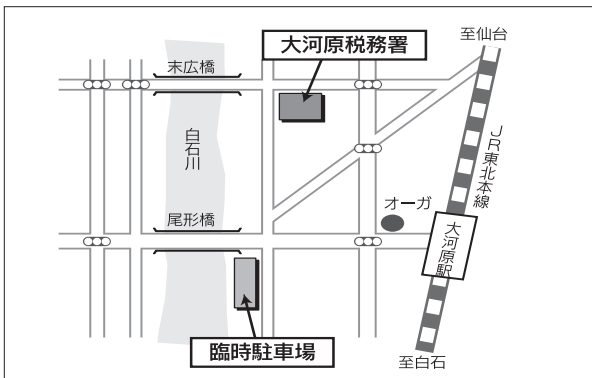 大河原税務署
至仙台
末広橋
白石川
JR東北本線
オーガ
尾形橋
大河原駅
臨時駐車場
至白石